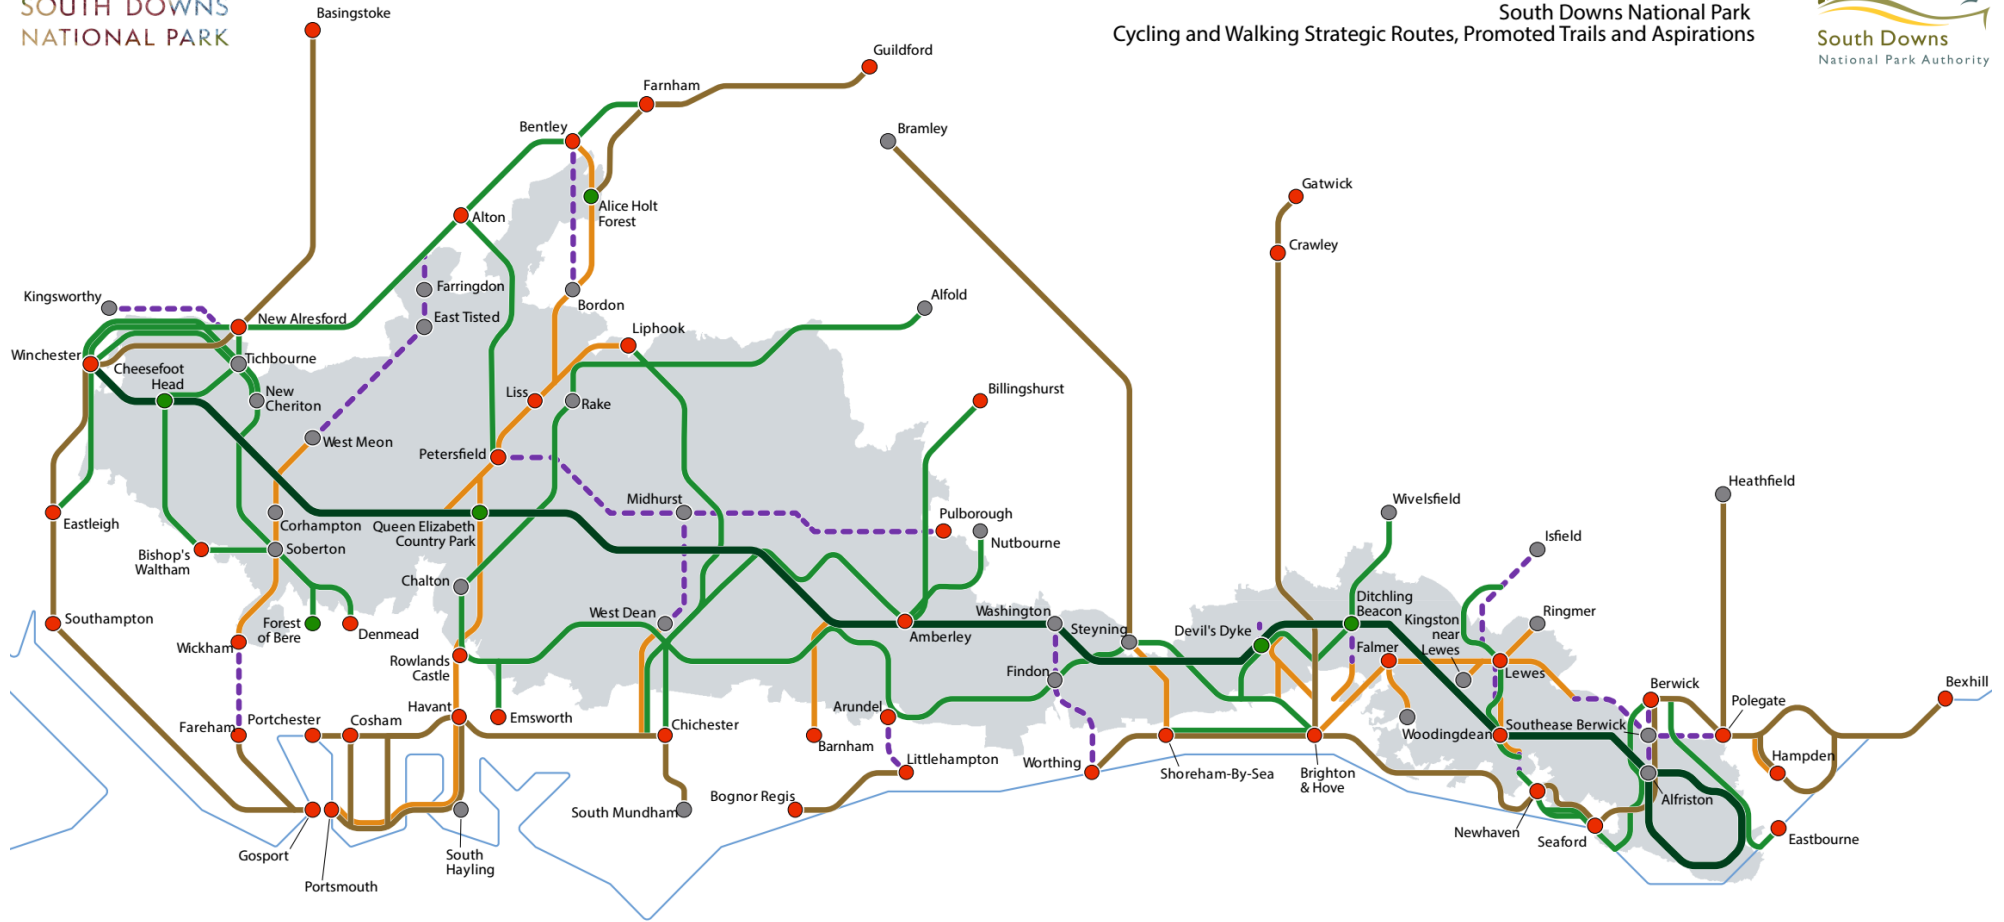 SOUTH DOWNS
NATIONAL PARK
South Downs National Park
Cycling and Walking Strategic Routes, Promoted Trails and Aspirations
South Downs
National Park Authority
Basingstoke
Guildford
Farnham
Bentley
Bramley
Gatwick
Alice Holt
Forest
Alton
Crawley
Farringdon
Kingsworthy
Bordon
Alfold
New Alresford
East Tisted
Liphook
Winchester
Tichbourne
Cheesefoot
Head
New
Cheriton
Liss
Rake
Billingshurst
West Meon
Petersfield
Heathfield
Midhurst
Wivelsfield
Eastleigh
Corhampton
Queen Elizabeth
Country Park
Pulborough
Nutbourne
Isfield
Bishop's
Waltham
Soberton
Chalton
Ditchling
Beacon
Southampton
Forest
of Bere
Denmead
West Dean
Amberley
Washington
Steyning
Devil's Dyke
Kingston
near
Lewes
Ringmer
Wickham
Rowlands
Castle
Findon
Falmer
Lewes
Berwick
Bexhill
Fareham
Portchester
Cosham
Havant
Emsworth
Chichester
Arundel
Barnham
Woodingdean
Southease
Berwick
Polegate
Littlehampton
Worthing
Shoreham-By-Sea
Brighton
& Hove
Hampden
South Mundham
Bognor Regis
Alfriston
Gosport
Portsmouth
South
Hayling
Newhaven
Seaford
Eastbourne